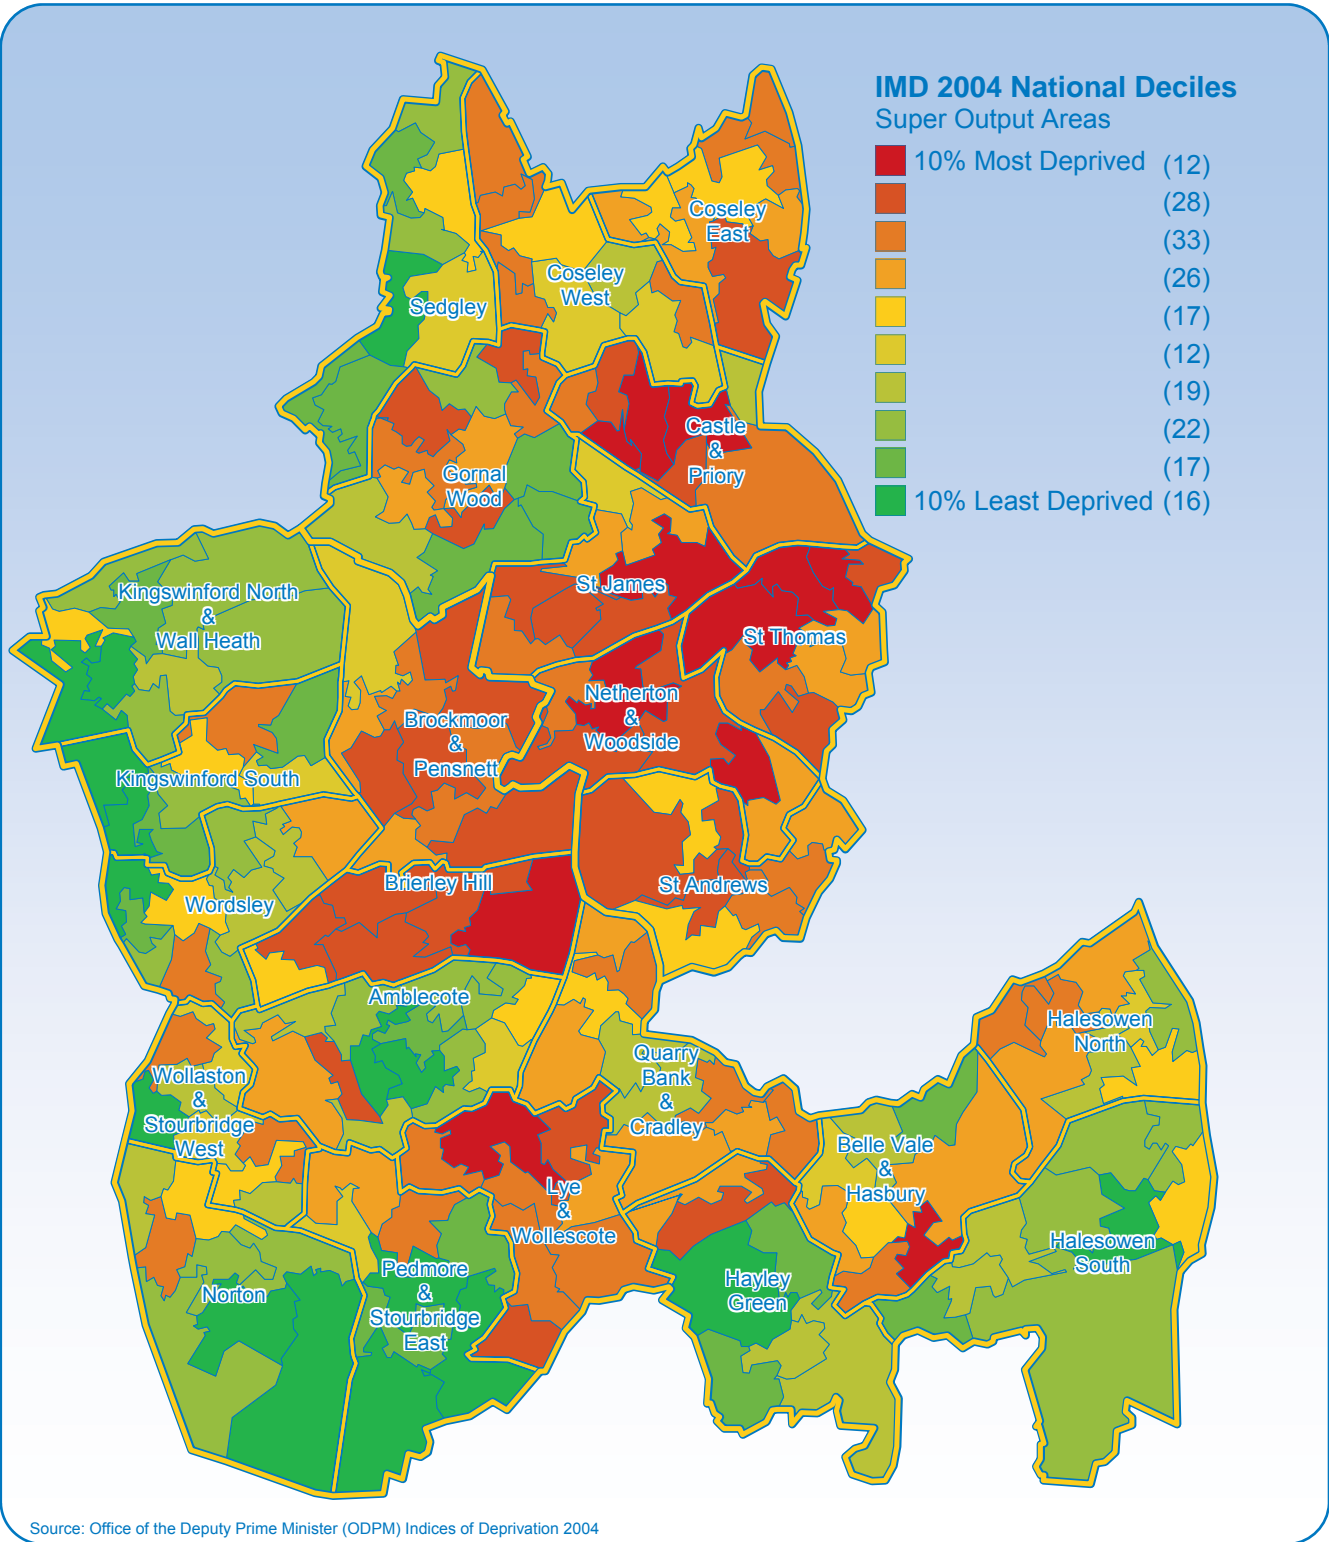 IMD 2004 National Deciles
Super Output Areas
10% Most Deprived (12)
(28)
(33)
(26)
(17)
(12)
(19)
(22)
(17)
10% Least Deprived (16)
Coseley
East
Coseley
West
Sedgley
Castle
&
Priory
Gornal
Wood
St James
Kingswinford North
&
Wall Heath
St Thomas
Netherton
&
Woodside
Brockmoor
&
Pensnett
Kingswinford South
Brierley Hill
St Andrews
Wordsley
Amblecote
Halesowen
North
Quarry
Bank
&
Cradley
Wollaston
&
Stourbridge
West
Belle Vale
&
Hasbury
Lye
&
Wollescote
Halesowen
South
Pedmore
&
Stourbridge
East
Hayley
Green
Norton
Source: Office of the Deputy Prime Minister (ODPM) Indices of Deprivation 2004